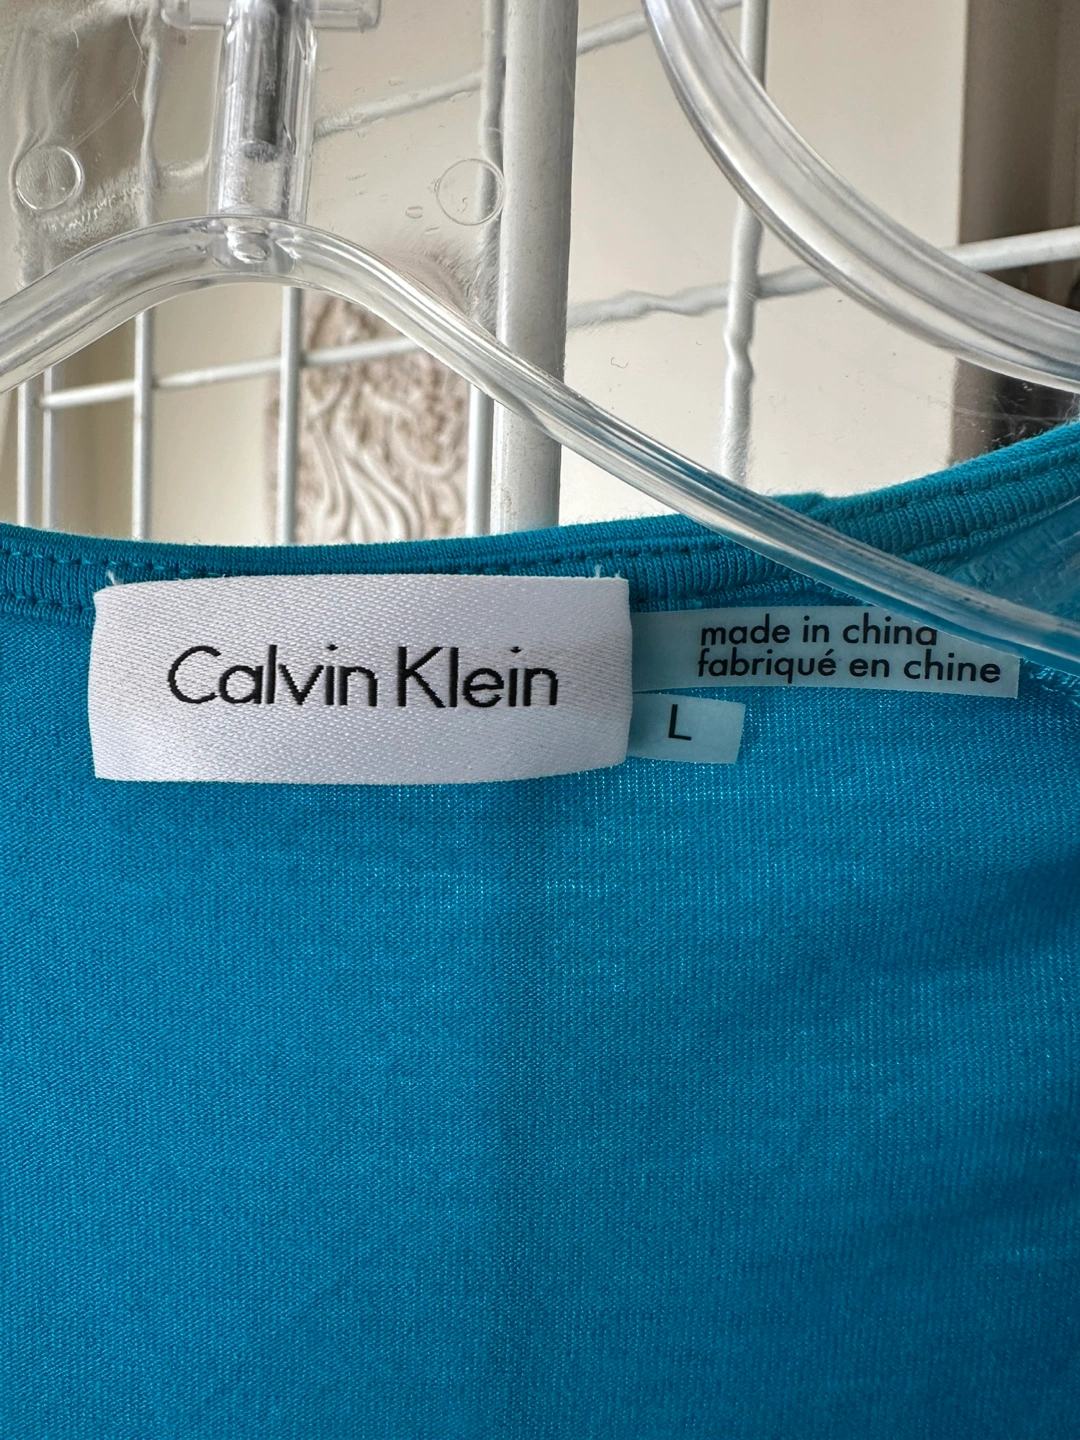 Calvin Klein
made in china
fabriqué en chine
L